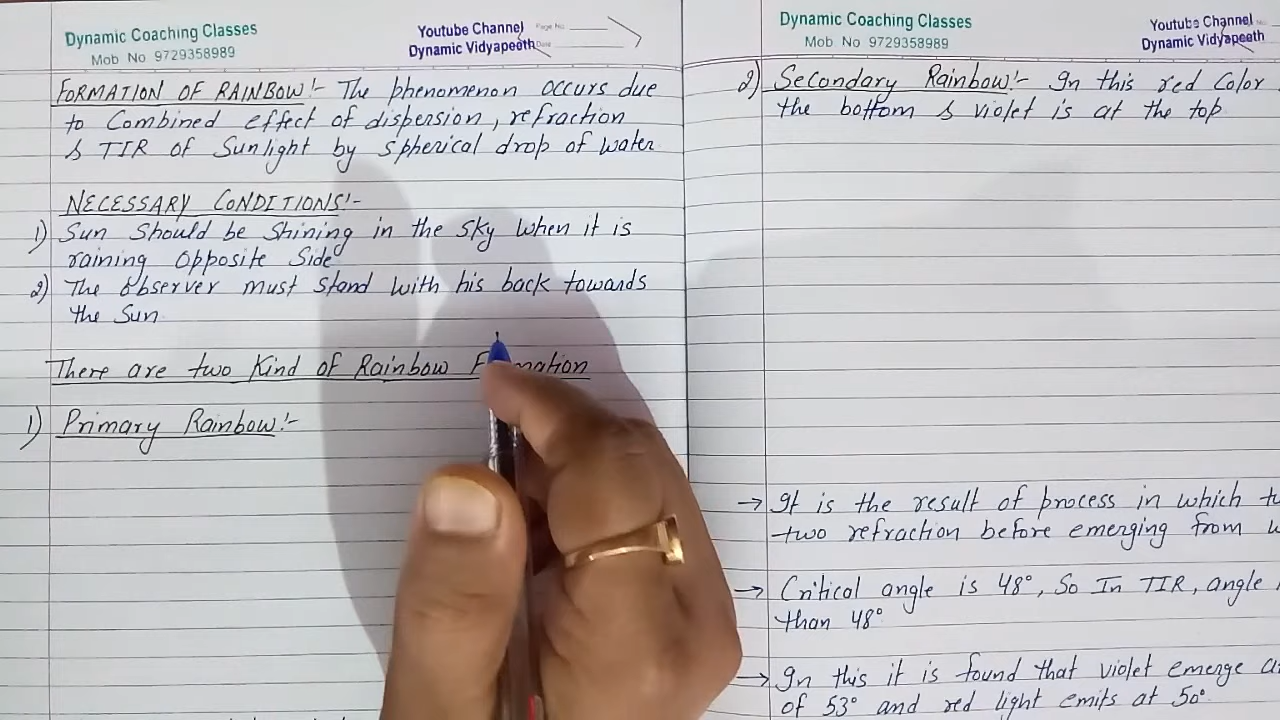 Dynamic Coaching Classes
Mob No 9729358989
Youtube Channel
Dynamic Vidyapeeth
Page No.
Date
FORMATION OF RAINBOW:- The phenomenon occurs due
to Combined effect of dispersion, refraction
& TIR of Sunlight by Spherical drop of water
NECESSARY CONDITIONS:-
1) Sun Should be Shining in the Sky When it is
raining Opposite Side
2) The Observer must Stand with his back towards
the Sun
There are two Kind of Rainbow
1) Primary Rainbow:-
Dynamic Coaching Classes
Mob No 9729358989
Youtube Channel
Dynamic Vidyapeeth
2) Secondary Rainbow:- In this red Color
the bottom & violet is at the top
→ It is the result of process in which
two refraction before emerging from
→ Critical angle is 48°, So In TIR, angle
than 48°
→ In this it is found that violet emerge
of 53° and red light emits at 50°